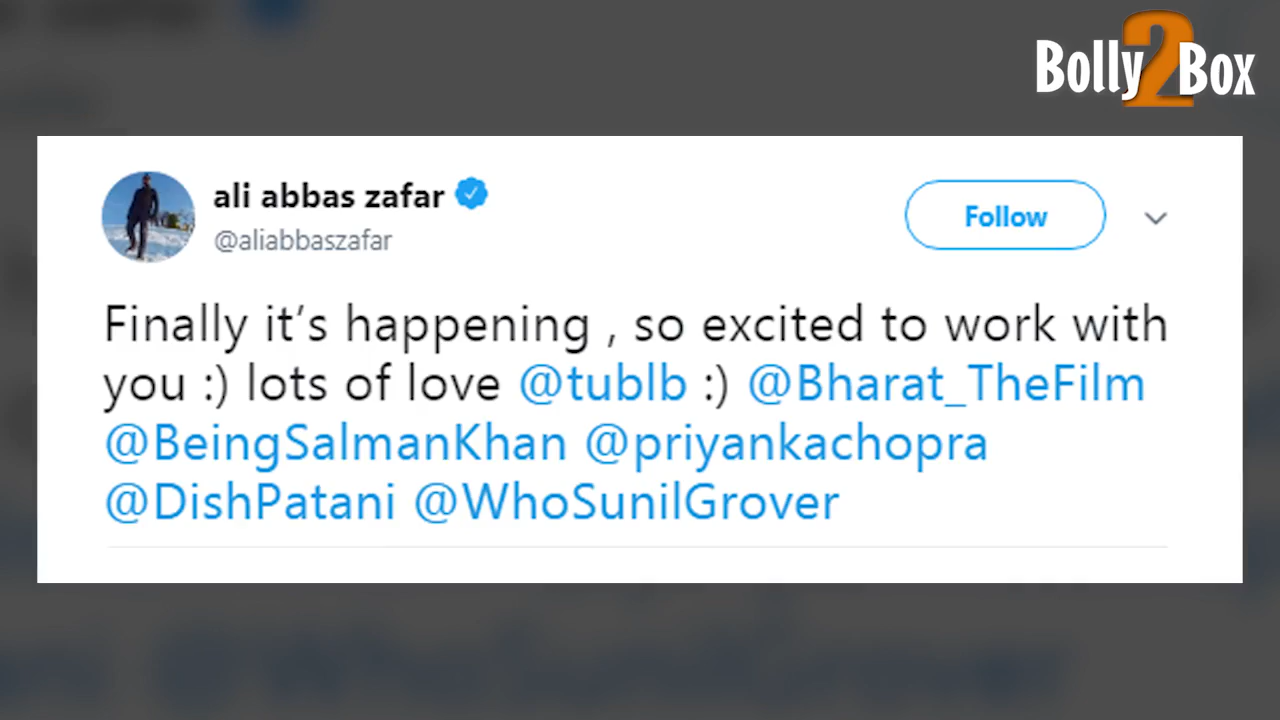 Bolly2Box
ali abbas zafar
@aliabbaszafar
Follow
Finally it’s happening , so excited to work with
you :) lots of love @tublb :) @Bharat_TheFilm
@BeingSalmanKhan @priyankachopra
@DishPatani @WhoSunilGrover